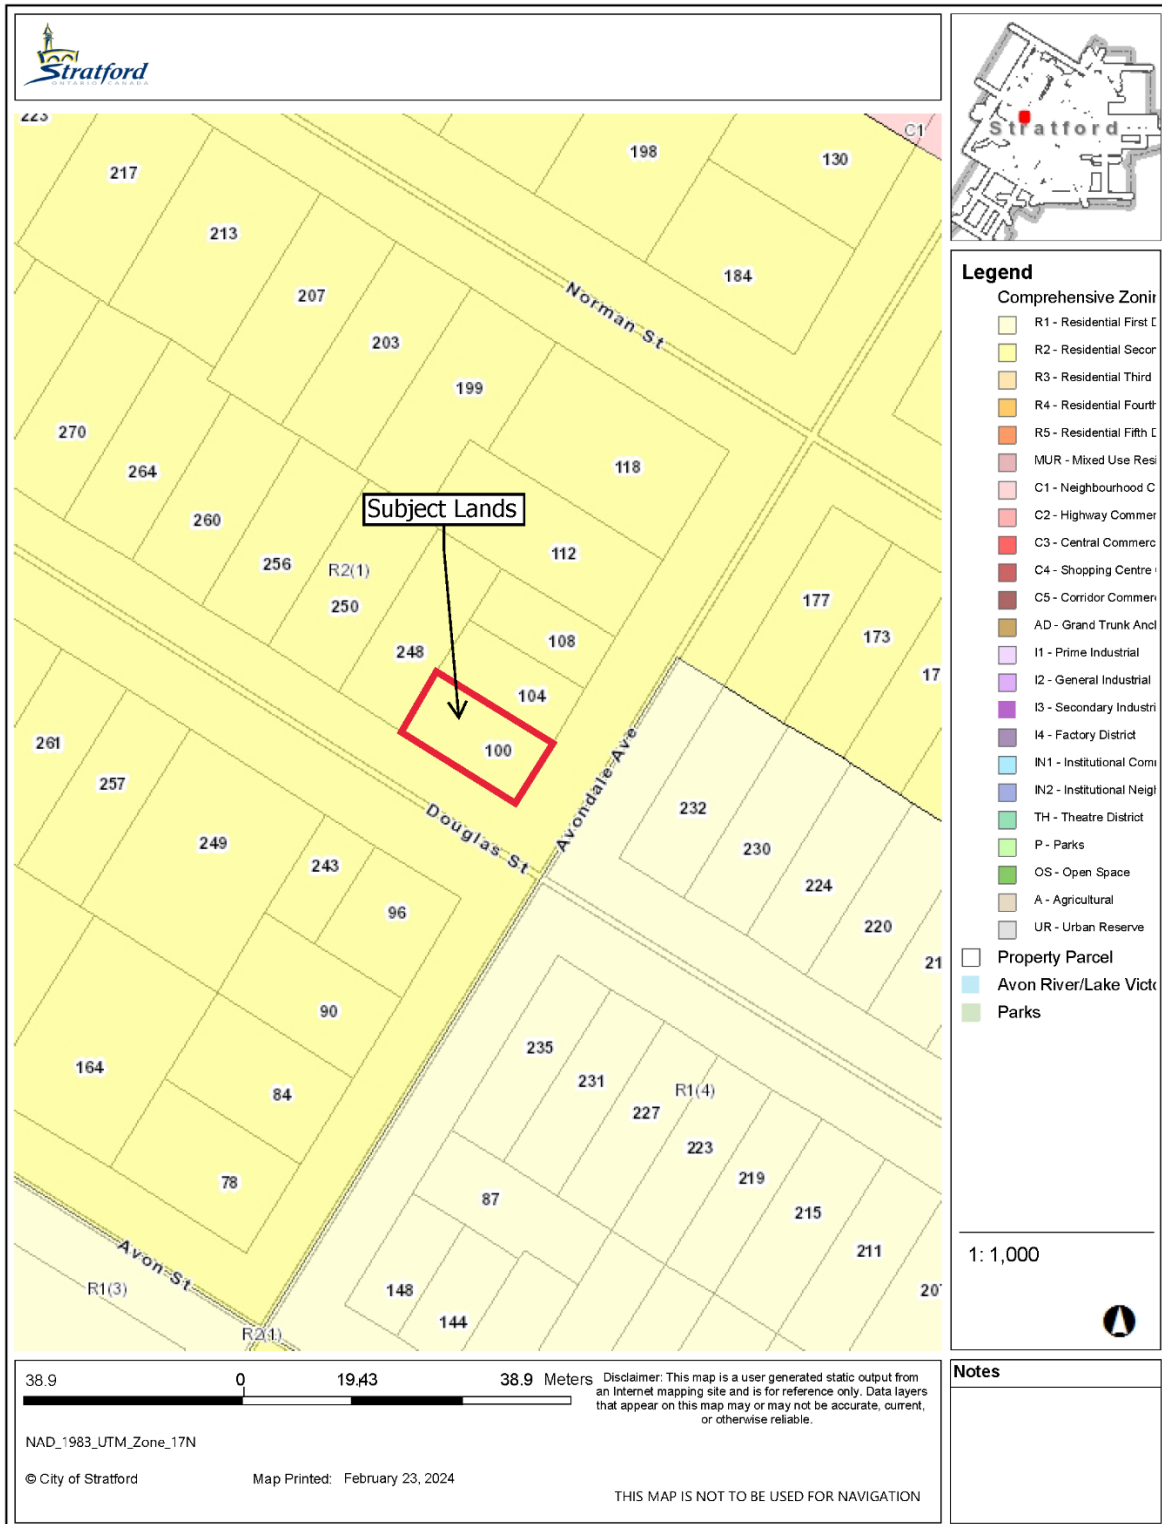 Stratford
ONTARIO CANADA
Stratford
223
217
198
130
C1
213
184
207
Norman St
203
199
270
264
118
260
Subject Lands
256
112
R2(1)
250
177
108
173
248
104
17
100
261
257
Avondale Ave
232
Douglas St
249
230
243
224
96
220
21
90
235
164
231
R1(4)
84
227
223
219
78
87
215
211
Avon St
R1(3)
148
144
20
R2(1)
Legend
Comprehensive Zonin
R1 - Residential First D
R2 - Residential Secon
R3 - Residential Third
R4 - Residential Fourth
R5 - Residential Fifth D
MUR - Mixed Use Resi
C1 - Neighbourhood C
C2 - Highway Commer
C3 - Central Commerc
C4 - Shopping Centre
C5 - Corridor Commer
AD - Grand Trunk Anc
I1 - Prime Industrial
I2 - General Industrial
I3 - Secondary Industri
I4 - Factory District
IN1 - Institutional Com
IN2 - Institutional Neigh
TH - Theatre District
P - Parks
OS - Open Space
A - Agricultural
UR - Urban Reserve
Property Parcel
Avon River/Lake Victo
Parks
1: 1,000
38.9 0 19.43 38.9 Meters
Disclaimer: This map is a user generated static output from
an Internet mapping site and is for reference only. Data layers
that appear on this map may or may not be accurate, current,
or otherwise reliable.
NAD_1983_UTM_Zone_17N
© City of Stratford
Map Printed: February 23, 2024
THIS MAP IS NOT TO BE USED FOR NAVIGATION
Notes